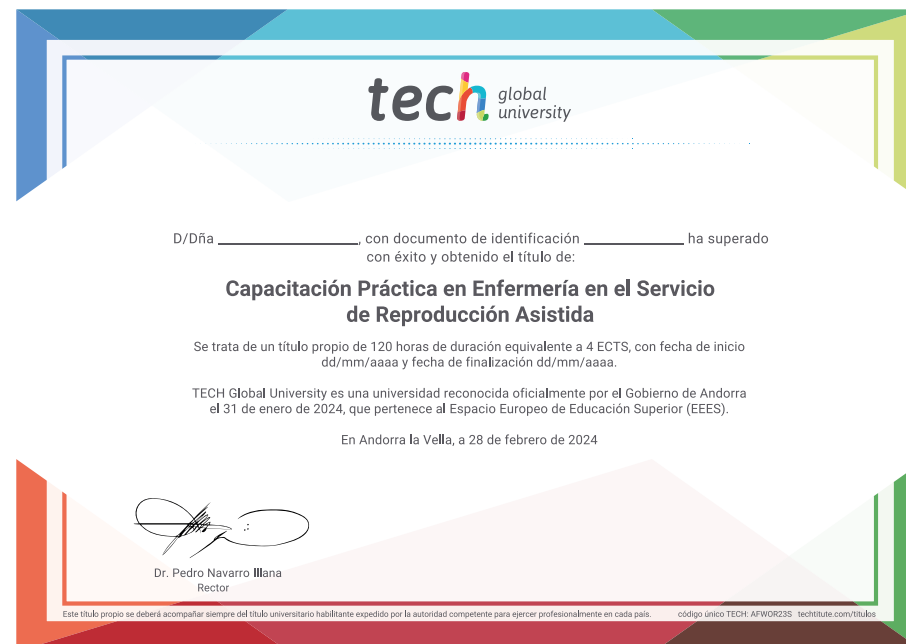 tech global university
D/Dña ____________________, con documento de identificación ______________ ha superado
con éxito y obtenido el título de:
Capacitación Práctica en Enfermería en el Servicio
de Reproducción Asistida
Se trata de un título propio de 120 horas de duración equivalente a 4 ECTS, con fecha de inicio
dd/mm/aaaa y fecha de finalización dd/mm/aaaa.
TECH Global University es una universidad reconocida oficialmente por el Gobierno de Andorra
el 31 de enero de 2024, que pertenece al Espacio Europeo de Educación Superior (EEES).
En Andorra la Vella, a 28 de febrero de 2024
Dr. Pedro Navarro Illana
Rector
Este título propio se deberá acompañar siempre del título universitario habilitante expedido por la autoridad competente para ejercer profesionalmente en cada país. código único TECH: AFWOR23S techtitute.com/titulos